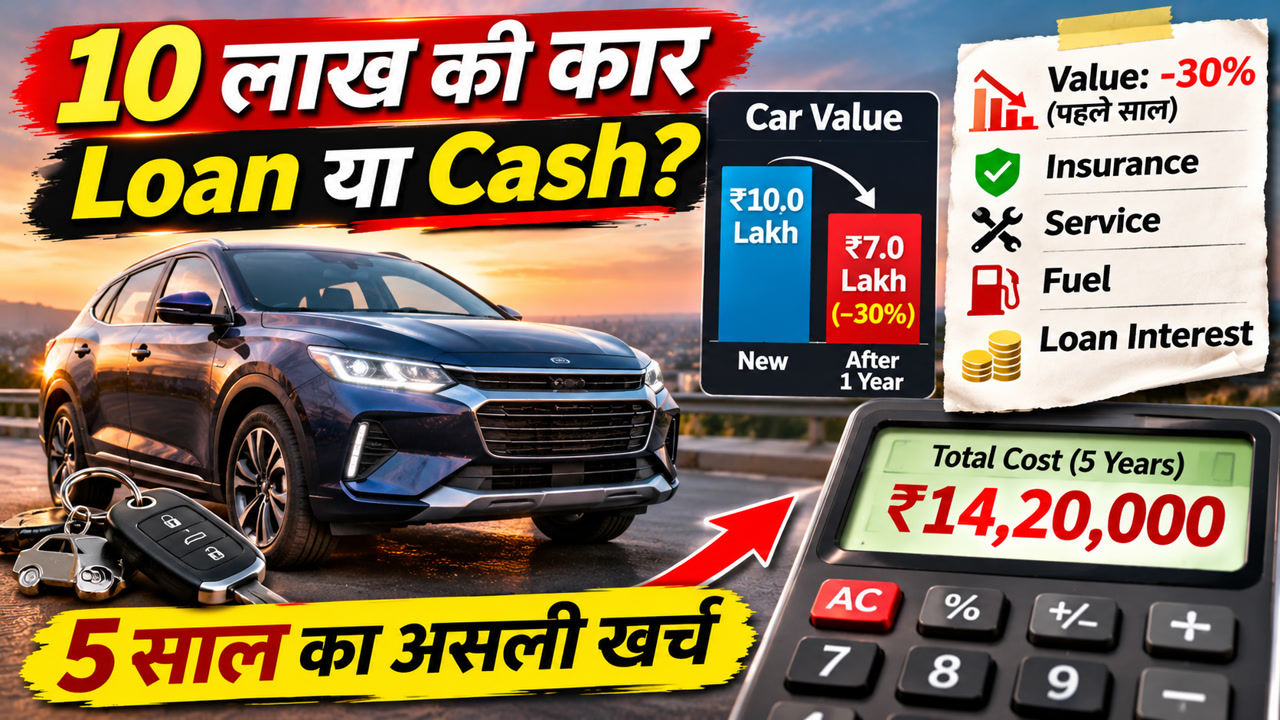 10 लाख की कार
Loan या Cash?
Car Value
₹10,0
Lakh
₹7.0
Lakh
(-30%)
New
After
1 Year
Value: -30%
(पहले साल)
Insurance
Service
Fuel
Loan Interest
Total Cost (5 Years)
₹14,20,000
AC
%
+/-
+
7
8
9
−
5 साल का असली खर्च